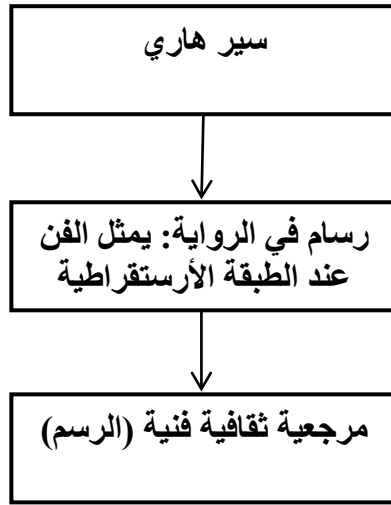 سير هاري
رسام في الرواية: يمثل الفن
عند الطبقة الأرستقراطية
مرجعية ثقافية فنية (الرسم)